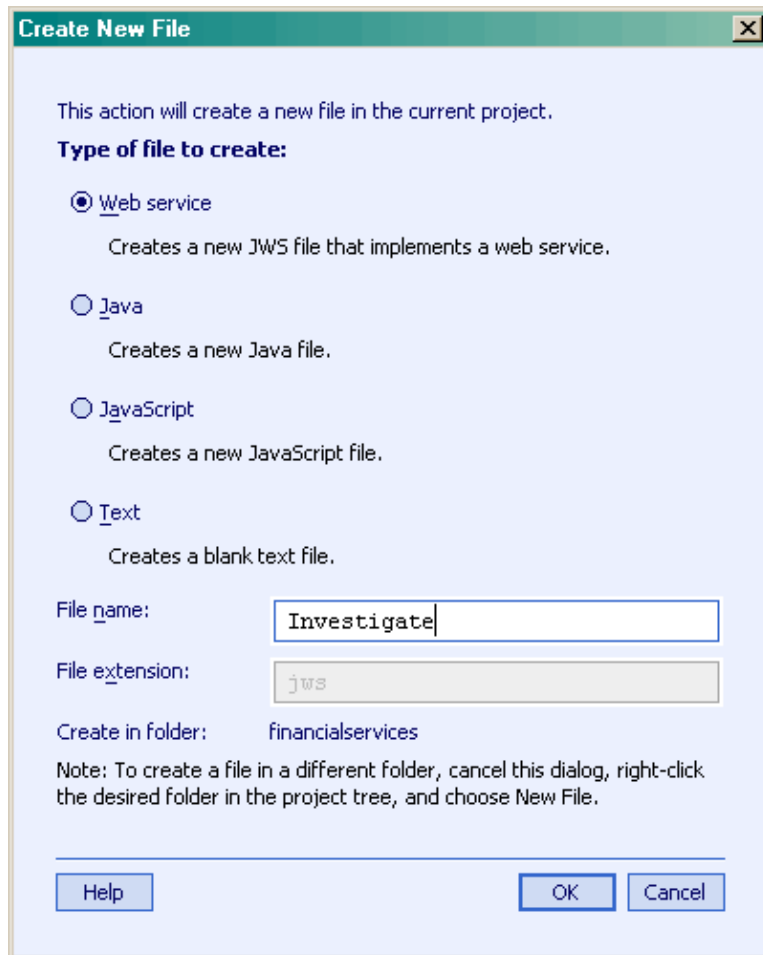 Create New File
This action will create a new file in the current project.
Type of file to create:
Web service
Creates a new JWS file that implements a web service.
Java
Creates a new Java file.
JavaScript
Creates a new JavaScript file.
Text
Creates a blank text file.
File name: Investigate
File extension: jws
Create in folder: financialservices
Note: To create a file in a different folder, cancel this dialog, right-click
the desired folder in the project tree, and choose New File.
Help OK Cancel